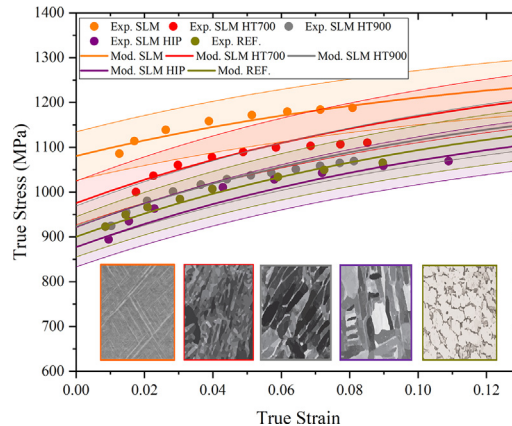 1400
1300
1200
1100
1000
900
800
700
600
True Stress (MPa)
Exp. SLM Exp. SLM HT700 Exp. SLM HT900
Exp. SLM HIP Exp. REF.
Mod. SLM Mod. SLM HT700 Mod. SLM HT900
Mod. SLM HIP Mod. REF.
0.00 0.02 0.04 0.06 0.08 0.10 0.12
True Strain